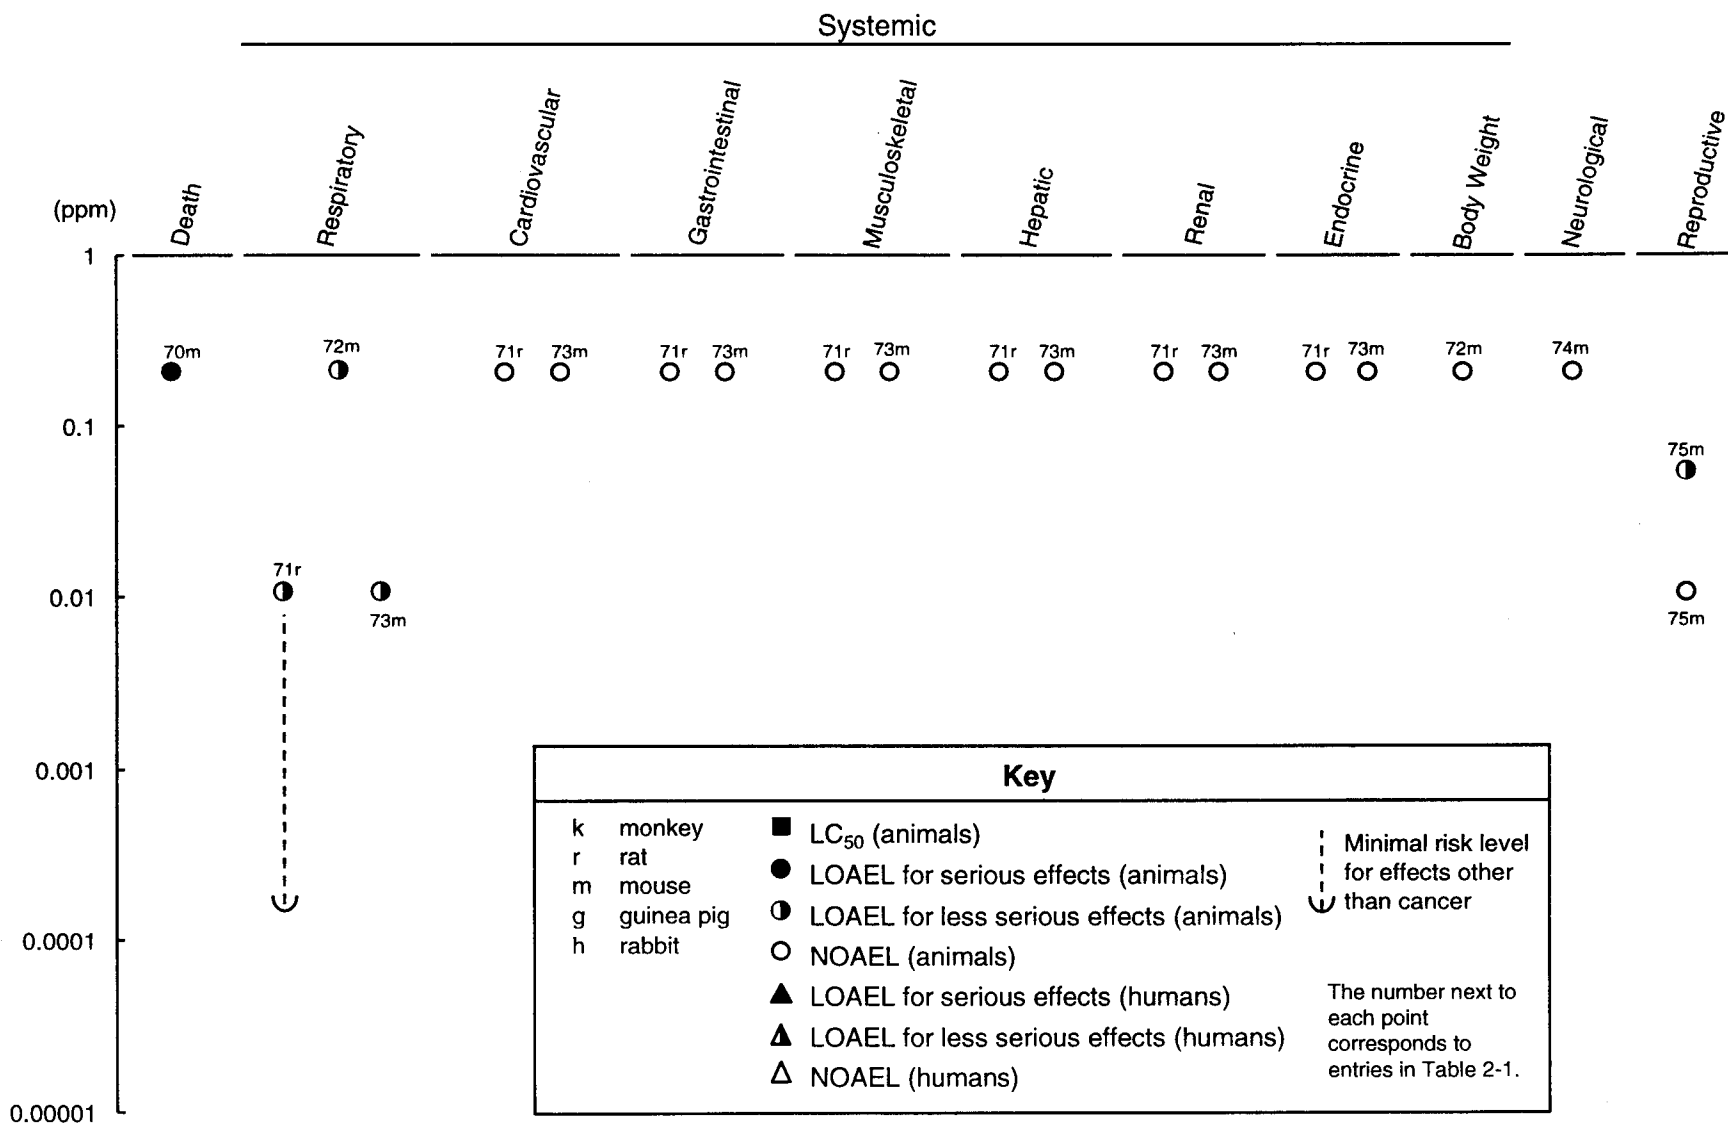 Systemic
(ppm)
Death
Respiratory
Cardiovascular
Gastrointestinal
Musculoskeletal
Hepatic
Renal
Endocrine
Body Weight
Neurological
Reproductive
1
70m
72m
71r 73m
71r 73m
71r 73m
71r 73m
71r 73m
71r 73m
72m
74m
0.1
75m
71r
0.01
73m
75m
0.001
0.0001
0.00001
Key
k monkey
r rat
m mouse
g guinea pig
h rabbit
LC50 (animals)
LOAEL for serious effects (animals)
LOAEL for less serious effects (animals)
NOAEL (animals)
LOAEL for serious effects (humans)
LOAEL for less serious effects (humans)
NOAEL (humans)
Minimal risk level
for effects other
than cancer
The number next to
each point
corresponds to
entries in Table 2-1.